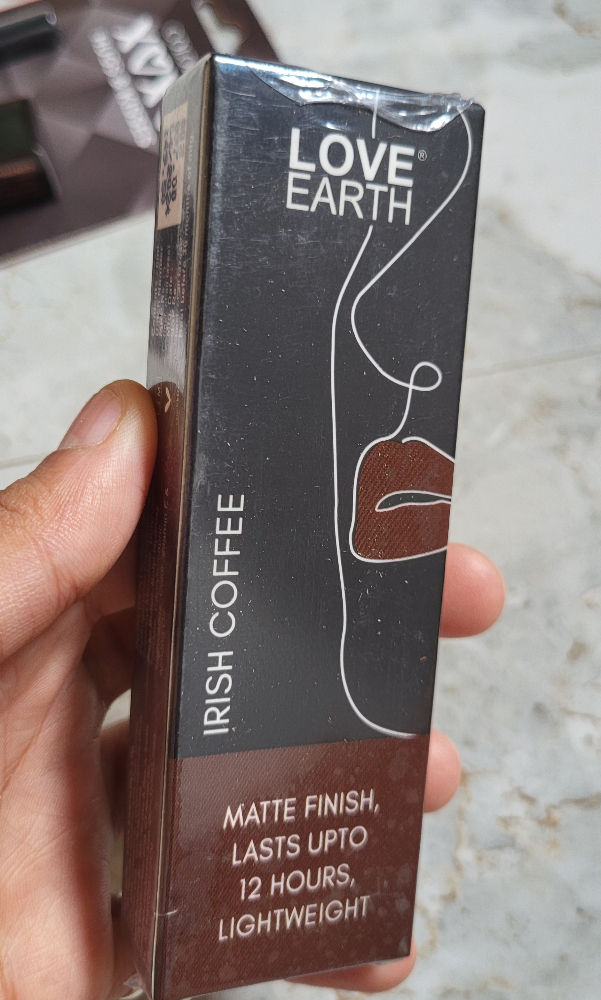 LOVE®
EARTH
IRISH COFFEE
MATTE FINISH,
LASTS UPTO
12 HOURS,
LIGHTWEIGHT